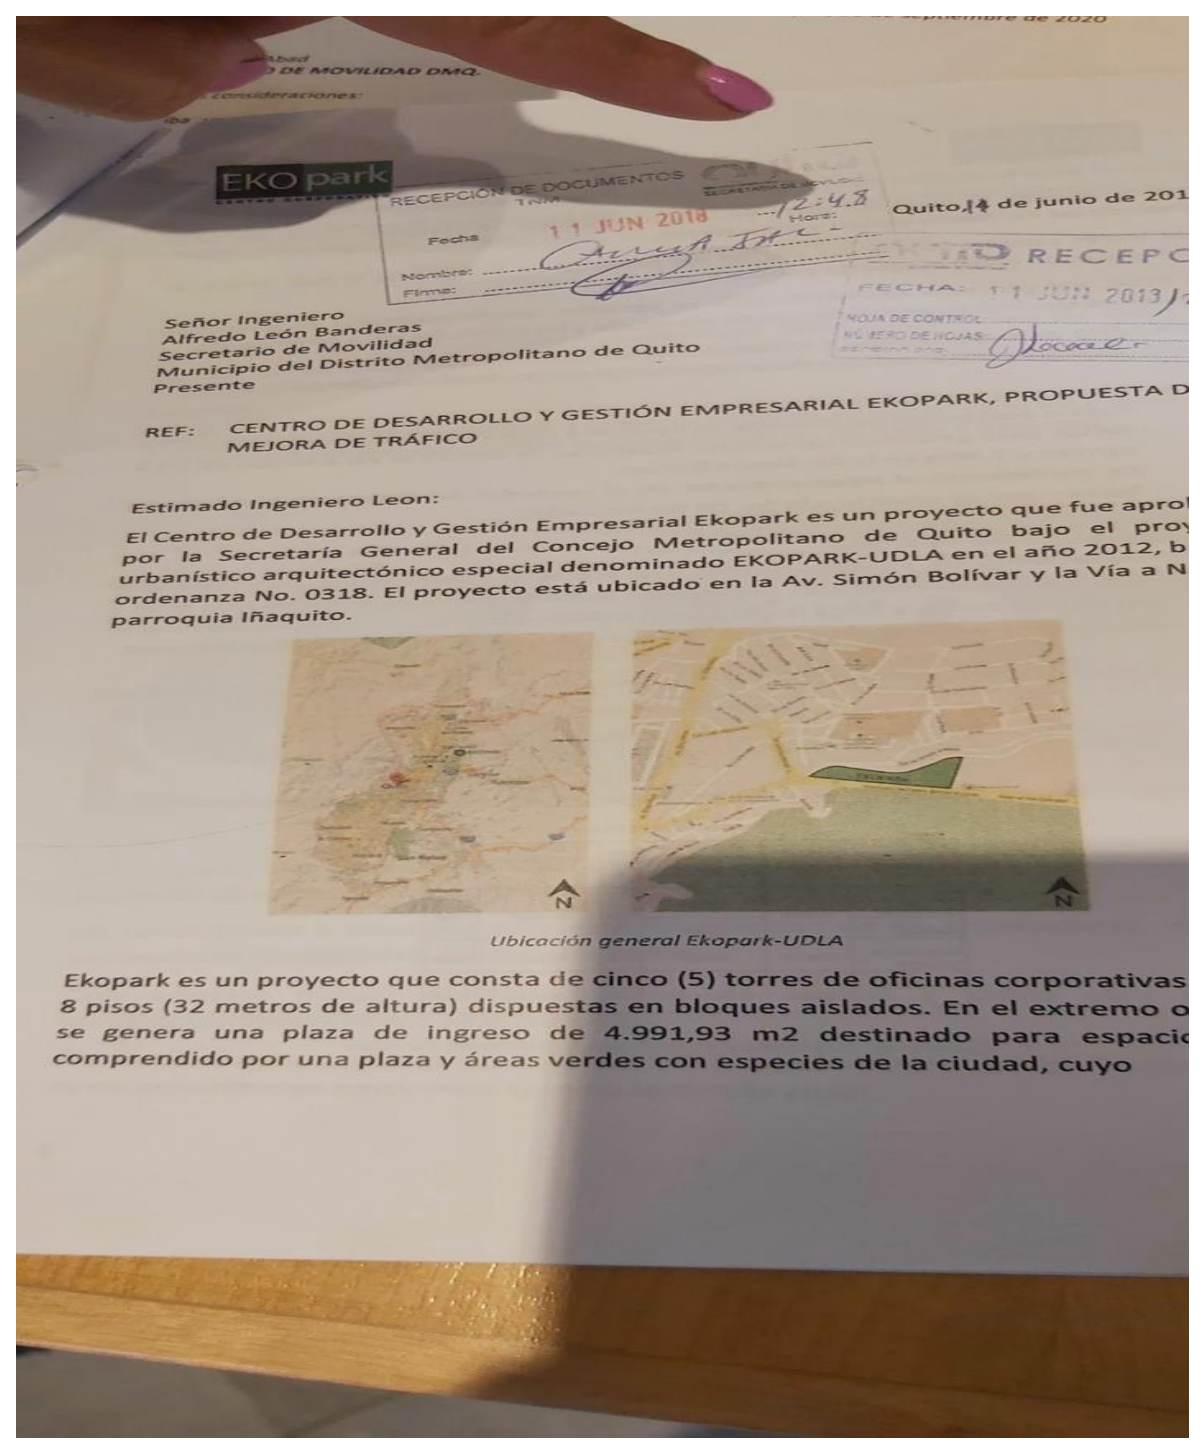 septiembre de 2020
Abad
DE MOVILIDAD DMQ.
consideraciones:
EKO park
RECEPCIÓN DE DOCUMENTOS
SECRETARÍA DE MOVILIDAD
12:48
Hora:
Fecha 11 JUN 2018
Nombre:
Firma:
Quito, 14 de junio de 201
RECEPC
FECHA: 11 JUN 2013
HOJA DE CONTROL
NÚMERO DE HOJAS:
Señor Ingeniero
Alfredo León Banderas
Secretario de Movilidad
Municipio del Distrito Metropolitano de Quito
Presente
REF: CENTRO DE DESARROLLO Y GESTIÓN EMPRESARIAL EKOPARK, PROPUESTA D
MEJORA DE TRÁFICO
Estimado Ingeniero Leon:
El Centro de Desarrollo y Gestión Empresarial Ekopark es un proyecto que fue aprob
por la Secretaría General del Concejo Metropolitano de Quito bajo el proy
urbanístico arquitectónico especial denominado EKOPARK-UDLA en el año 2012, b
ordenanza No. 0318. El proyecto está ubicado en la Av. Simón Bolívar y la Vía a N
parroquia Iñaquito.
N
N
Ubicación general Ekopark-UDLA
Ekopark es un proyecto que consta de cinco (5) torres de oficinas corporativas
8 pisos (32 metros de altura) dispuestas en bloques aislados. En el extremo o
se genera una plaza de ingreso de 4.991,93 m2 destinado para espacio
comprendido por una plaza y áreas verdes con especies de la ciudad, cuyo